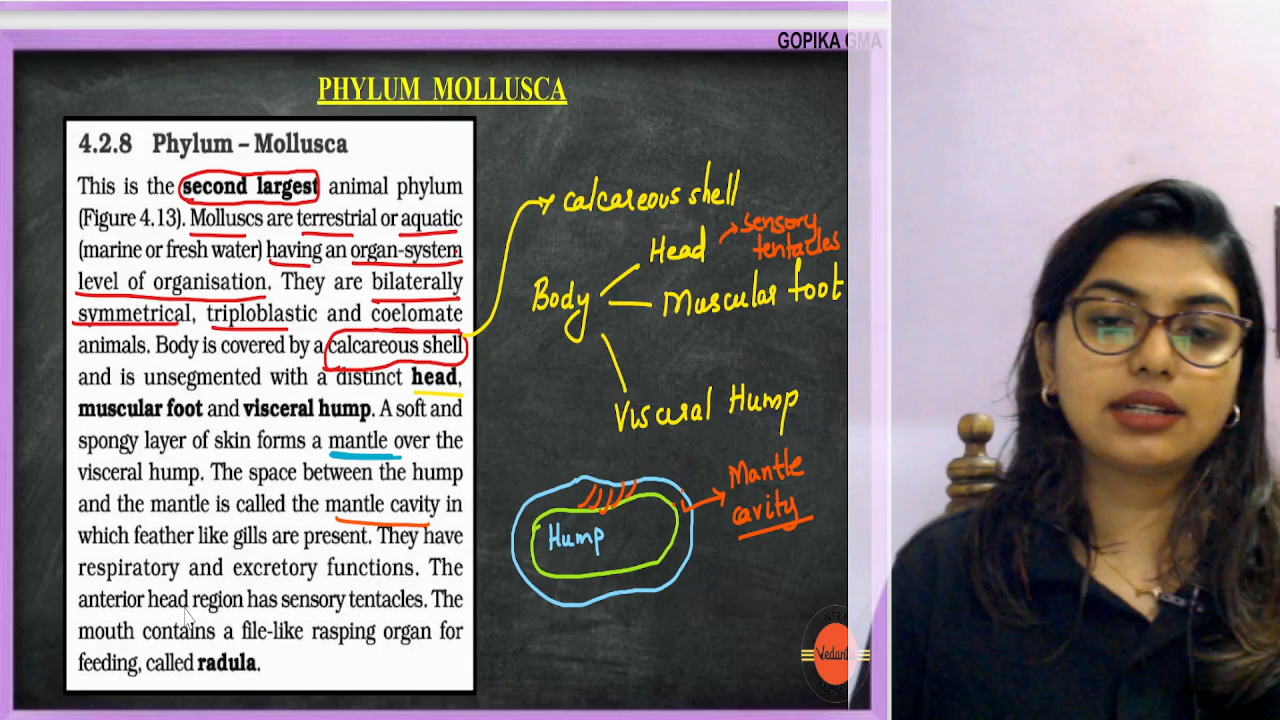 GOPIKA GMA
PHYLUM MOLLUSCA
4.2.8 Phylum – Mollusca
This is the second largest animal phylum
(Figure 4.13). Molluscs are terrestrial or aquatic
(marine or fresh water) having an organ-system
level of organisation. They are bilaterally
symmetrical, triploblastic and coelomate
animals. Body is covered by a calcareous shell
and is unsegmented with a distinct head,
muscular foot and visceral hump. A soft and
spongy layer of skin forms a mantle over the
visceral hump. The space between the hump
and the mantle is called the mantle cavity in
which feather like gills are present. They have
respiratory and excretory functions. The
anterior head region has sensory tentacles. The
mouth contains a file-like rasping organ for
feeding, called radula.
calcareous shell
Head
sensory
tentacles
Body
Muscular foot
Visceral Hump
Mantle
cavity
Hump